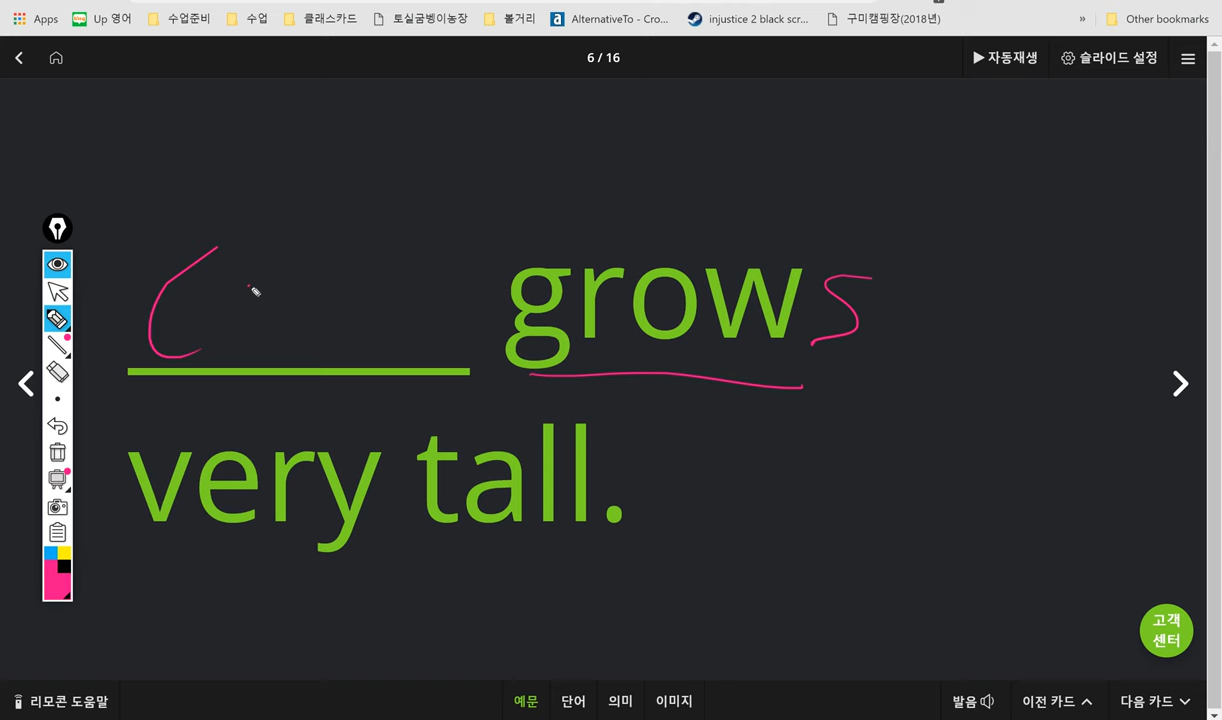 Apps Up 영어 수업준비 수업 클래스카드 토실굼벵이농장 볼거리 AlternativeTo - Cro... injustice 2 black scr... 구미캠핑장(2018년) » Other bookmarks
6 / 16 자동재생 슬라이드 설정
C grows
very tall.
고객
센터
리모콘 도움말 예문 단어 의미 이미지 발음 이전 카드 다음 카드